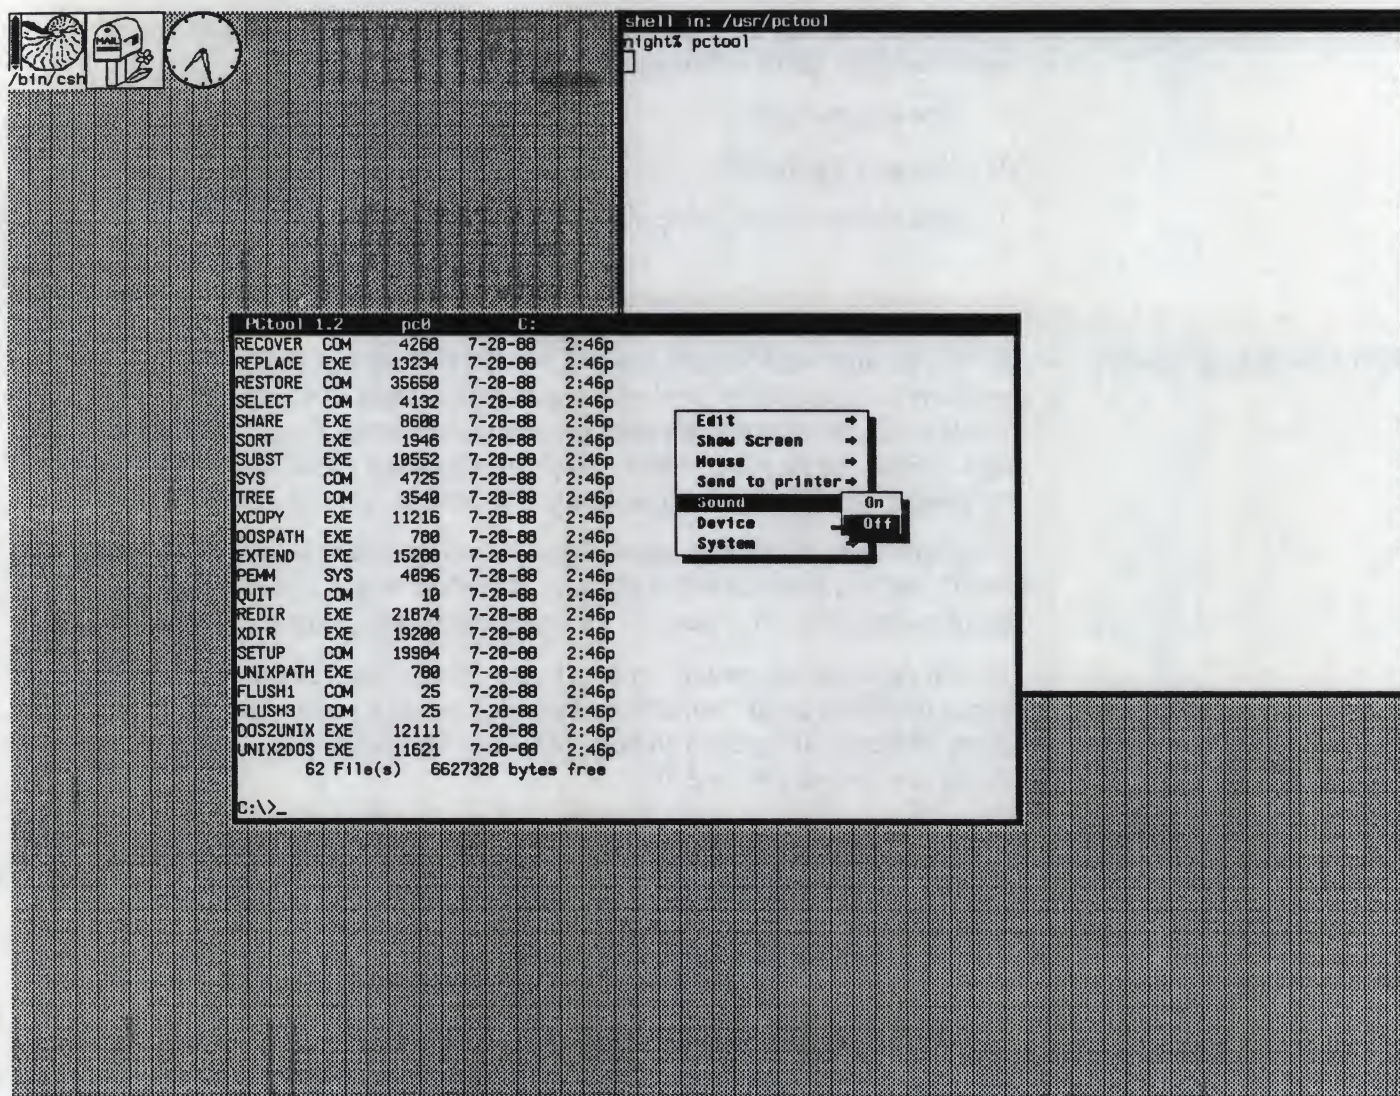 /bin/csh
MAIL
shell in: /usr/pctool
night% pctool
PCtool 1.2 pc0 C:
RECOVER COM 4268 7-28-88 2:46p
REPLACE EXE 13234 7-28-88 2:46p
RESTORE COM 35650 7-28-88 2:46p
SELECT COM 4132 7-28-88 2:46p
SHARE EXE 8608 7-28-88 2:46p
SORT EXE 1946 7-28-88 2:46p
SUBST EXE 10552 7-28-88 2:46p
SYS COM 4725 7-28-88 2:46p
TREE COM 3540 7-28-88 2:46p
XCOPY EXE 11216 7-28-88 2:46p
DOSPATH EXE 780 7-28-88 2:46p
EXTEND EXE 15200 7-28-88 2:46p
PEMM SYS 4096 7-28-88 2:46p
QUIT COM 10 7-28-88 2:46p
REDIR EXE 21874 7-28-88 2:46p
XDIR EXE 19200 7-28-88 2:46p
SETUP COM 19984 7-28-88 2:46p
UNIXPATH EXE 780 7-28-88 2:46p
FLUSH1 COM 25 7-28-88 2:46p
FLUSH3 COM 25 7-28-88 2:46p
DOS2UNIX EXE 12111 7-28-88 2:46p
UNIX2DOS EXE 11621 7-28-88 2:46p
62 File(s) 6627328 bytes free
C:\>_
Edit
Show Screen
Mouse
Send to printer
Sound
Device
System
On
Off